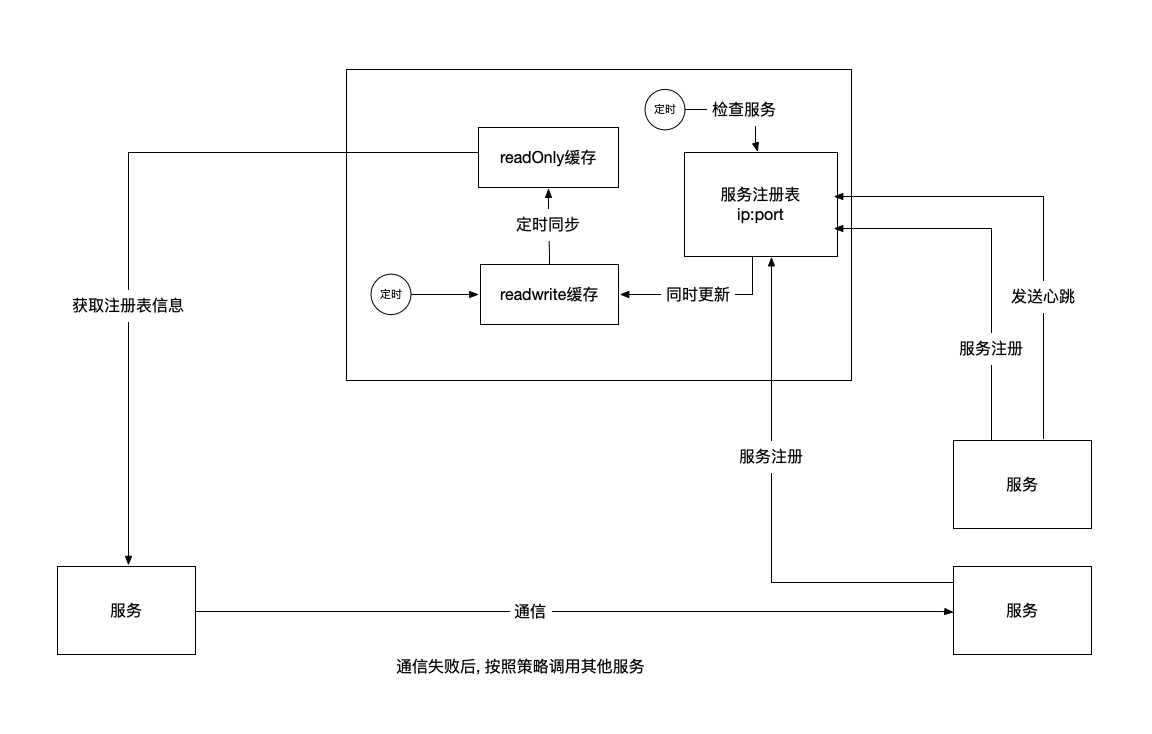 定时
检查服务
readOnly缓存
服务注册表
ip:port
定时同步
定时
readwrite缓存
同时更新
获取注册表信息
发送心跳
服务注册
服务注册
服务
服务
通信
服务
通信失败后, 按照策略调用其他服务